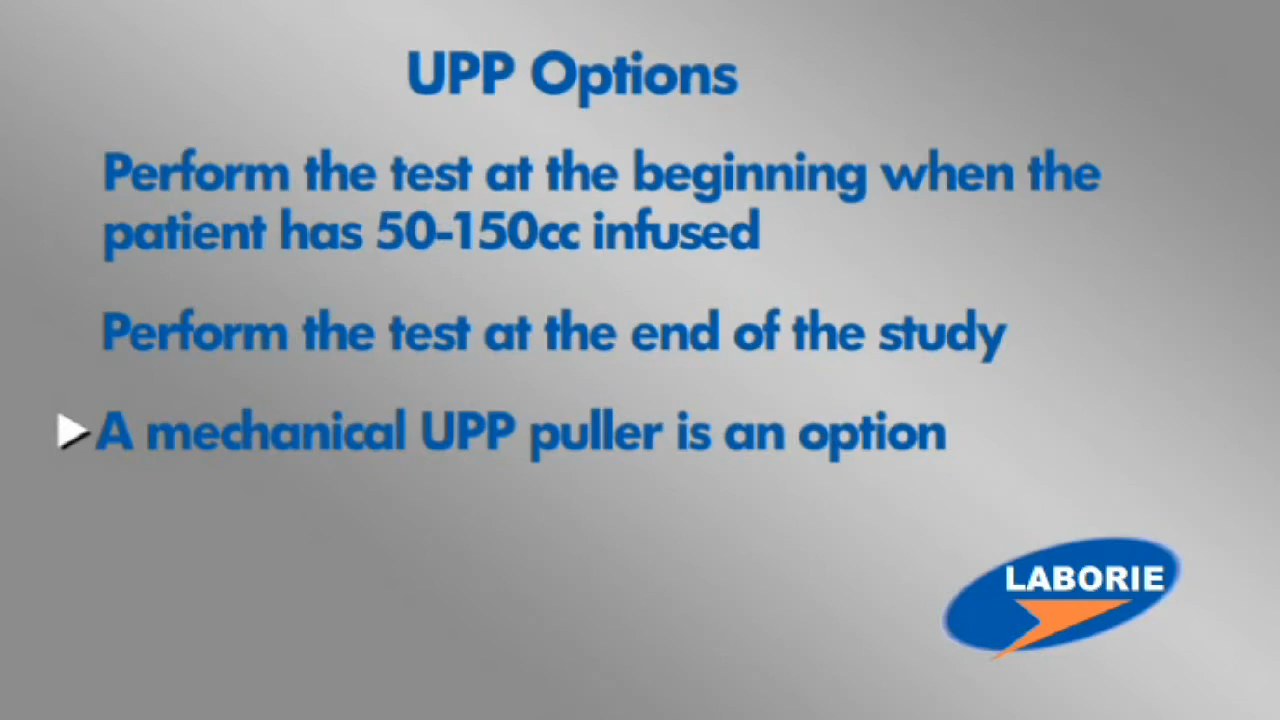 UPP Options
Perform the test at the beginning when the
patient has 50-150cc infused
Perform the test at the end of the study
A mechanical UPP puller is an option
LABORIE